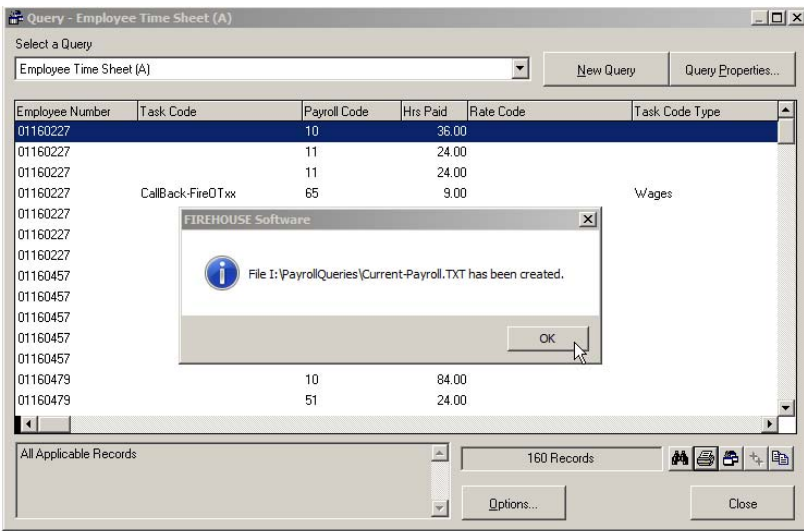 Query - Employee Time Sheet (A)
Select a Query
Employee Time Sheet (A)
New Query
Query Properties...
Employee Number Task Code Payroll Code Hrs Paid Rate Code Task Code Type
01160227 10 36.00
01160227 11 24.00
01160227 11 24.00
01160227 CallBack-FireOTxx 65 9.00 Wages
01160227
01160227
01160227
01160457
01160457
01160457
01160457
01160457
01160479 10 84.00
01160479 51 24.00
FIREHOUSE Software
File I:\PayrollQueries\Current-Payroll.TXT has been created.
OK
All Applicable Records
160 Records
Options...
Close